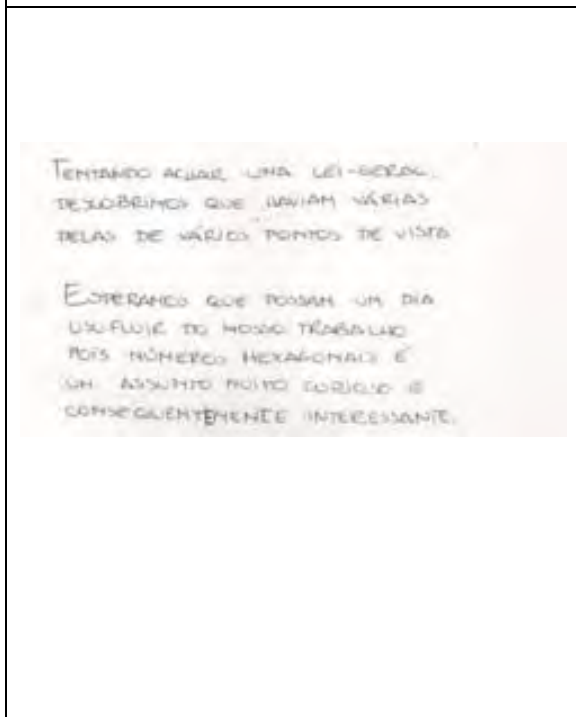 TENTANDO ACHAR UMA LEI-GERAL,
DESCOBRIMOS QUE HAVIAM VÁRIAS
DELAS DE VÁRIOS PONTOS DE VISTA
ESPERAMOS QUE POSSAM UM DIA
USUFLUIR DO NOSSO TRABALHO
POIS NÚMEROS HEXAGONAIS É
UM ASSUNTO MUITO CURIOSO E
CONSEQUENTEMENTE INTERESSANTE.